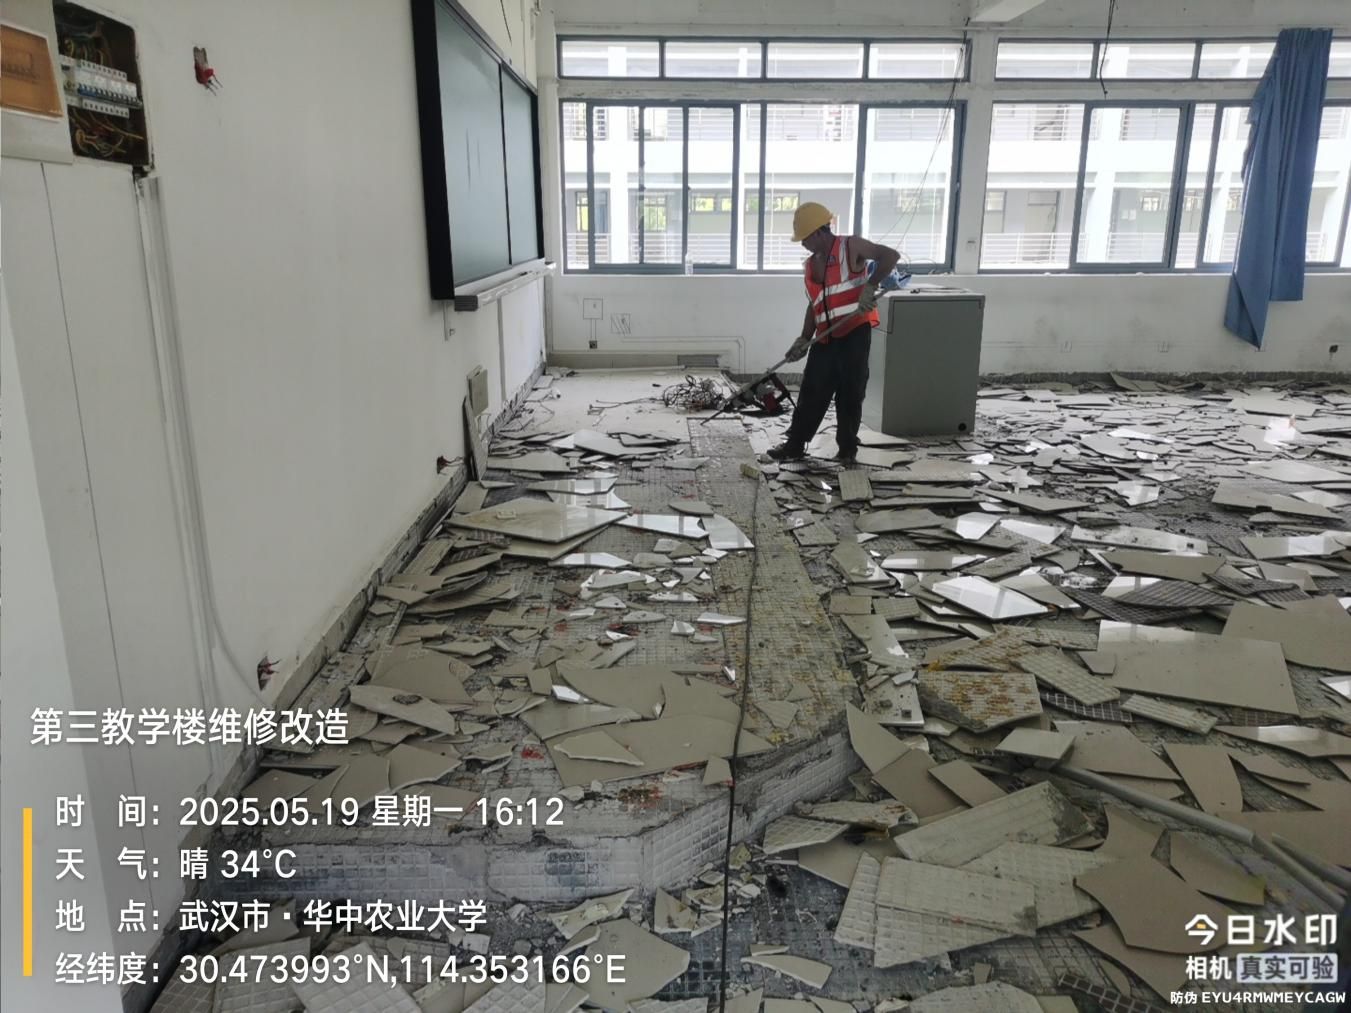 第三教学楼维修改造
时 间：2025.05.19 星期一 16:12
天 气：晴 34°C
地 点：武汉市·华中农业大学
经纬度：30.473993°N,114.353166°E
今日水印
相机 真实可验
防伪 EYU4RMWMEYCAGW